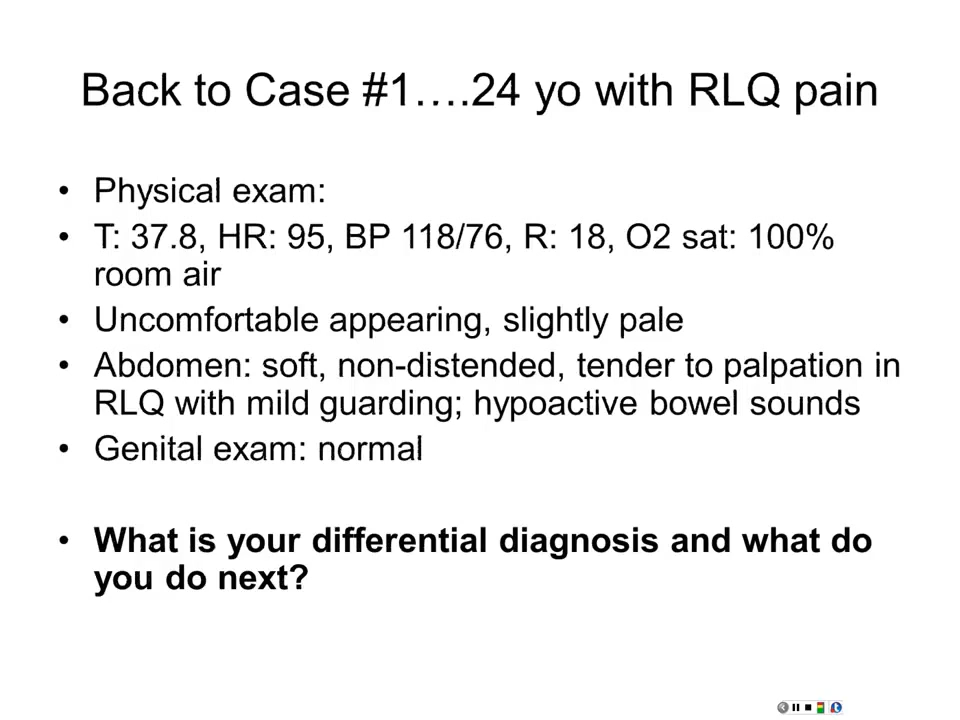 Back to Case #1….24 yo with RLQ pain
• Physical exam:
• T: 37.8, HR: 95, BP 118/76, R: 18, O2 sat: 100%
room air
• Uncomfortable appearing, slightly pale
• Abdomen: soft, non-distended, tender to palpation in
RLQ with mild guarding; hypoactive bowel sounds
• Genital exam: normal
• What is your differential diagnosis and what do
you do next?